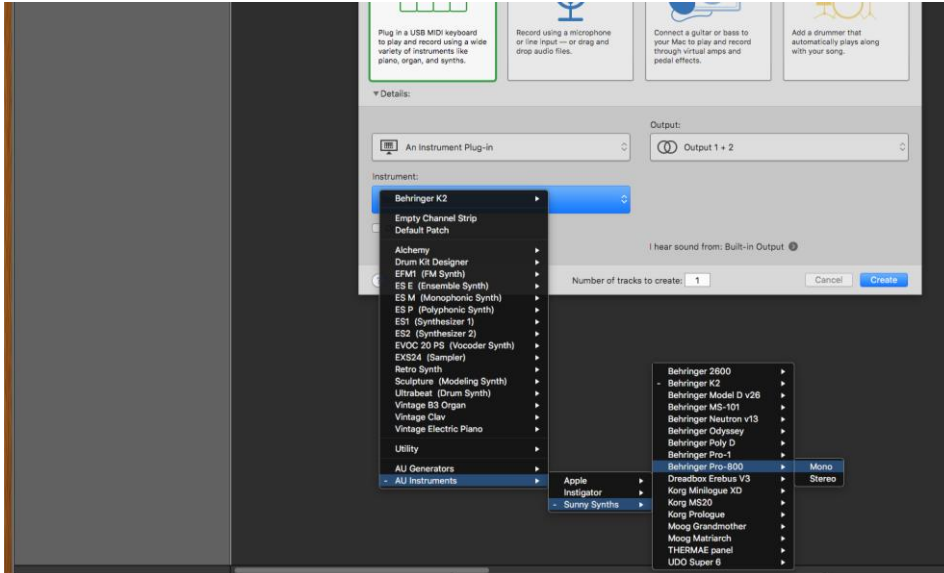 Plug in a USB MIDI keyboard
to play and record using a wide
variety of instruments like
piano, organ, and synths.
Record using a microphone
or line input — or drag and
drop audio files.
Connect a guitar or bass to
your Mac to play and record
through virtual amps and
pedal effects.
Add a drummer that
automatically plays along
with your song.
Details:
Output:
An Instrument Plug-in
Output 1 + 2
Instrument:
Behringer K2
Empty Channel Strip
Default Patch
I hear sound from: Built-in Output
Alchemy
Drum Kit Designer
EFM1 (FM Synth)
ES E (Ensemble Synth)
ES M (Monophonic Synth)
ES P (Polyphonic Synth)
ES1 (Synthesizer 1)
ES2 (Synthesizer 2)
EVOC 20 PS (Vocoder Synth)
EXS24 (Sampler)
Retro Synth
Sculpture (Modeling Synth)
Ultrabeat (Drum Synth)
Vintage B3 Organ
Vintage Clav
Vintage Electric Piano
Utility
AU Generators
- AU Instruments
Number of tracks to create: 1
Cancel
Create
Apple
Instigator
- Sunny Synths
Behringer 2600
- Behringer K2
Behringer Model D v26
Behringer MS-101
Behringer Neutron v13
Behringer Odyssey
Behringer Poly D
Behringer Pro-1
Behringer Pro-800
Dreadbox Erebus V3
Korg Minilogue XD
Korg MS20
Korg Prologue
Moog Grandmother
Moog Matriarch
THERMAE panel
UDO Super 6
Mono
Stereo